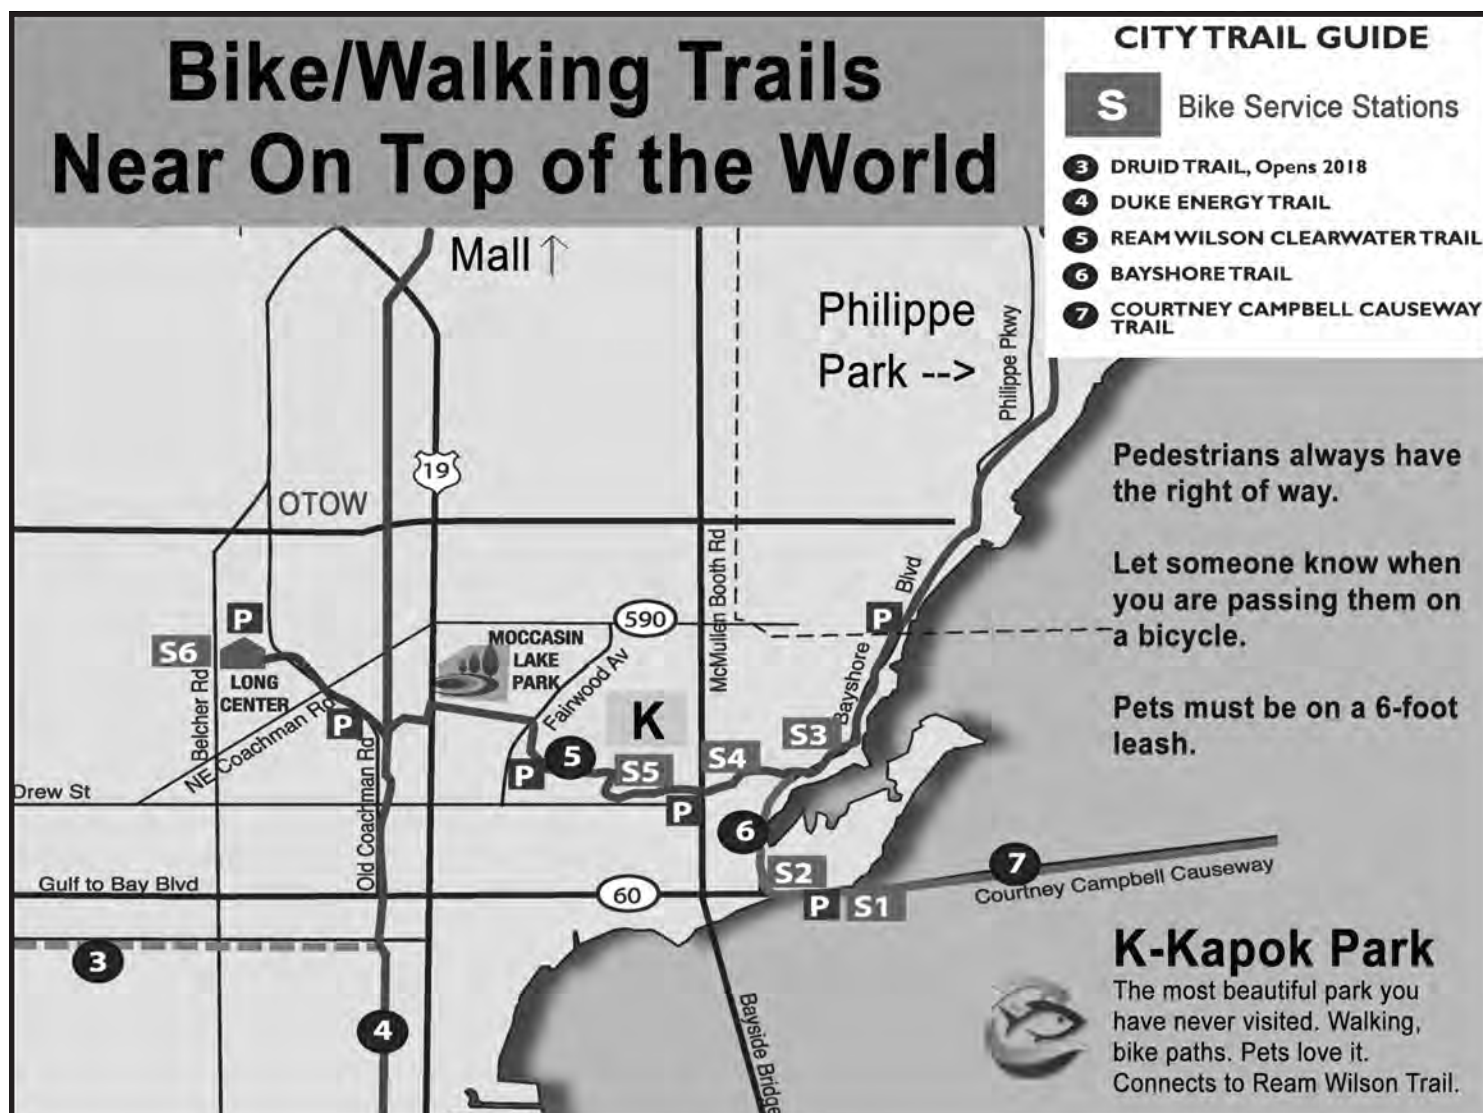 Bike/Walking Trails
Near On Top of the World
CITY TRAIL GUIDE
S Bike Service Stations
3 DRUID TRAIL, Opens 2018
4 DUKE ENERGY TRAIL
5 REAM WILSON CLEARWATER TRAIL
6 BAYSHORE TRAIL
7 COURTNEY CAMPBELL CAUSEWAY
TRAIL
Mall ↑
Philippe
Park -->
Philippe Pkwy
19
OTOW
McMullen Booth Rd
Bayshore Blvd
P
590
P
S6
LONG
CENTER
Belcher Rd
NE Coachman Rd
P
Old Coachman Rd
MOCCASIN
LAKE
PARK
Fairwood Av
K
5
P
S5
P
S4
S3
Drew St
6
S2
Gulf to Bay Blvd
60
P
S1
7
Courtney Campbell Causeway
3
4
Bayside Bridge
Pedestrians always have
the right of way.
Let someone know when
you are passing them on
a bicycle.
Pets must be on a 6-foot
leash.
K-Kapok Park
The most beautiful park you
have never visited. Walking,
bike paths. Pets love it.
Connects to Ream Wilson Trail.